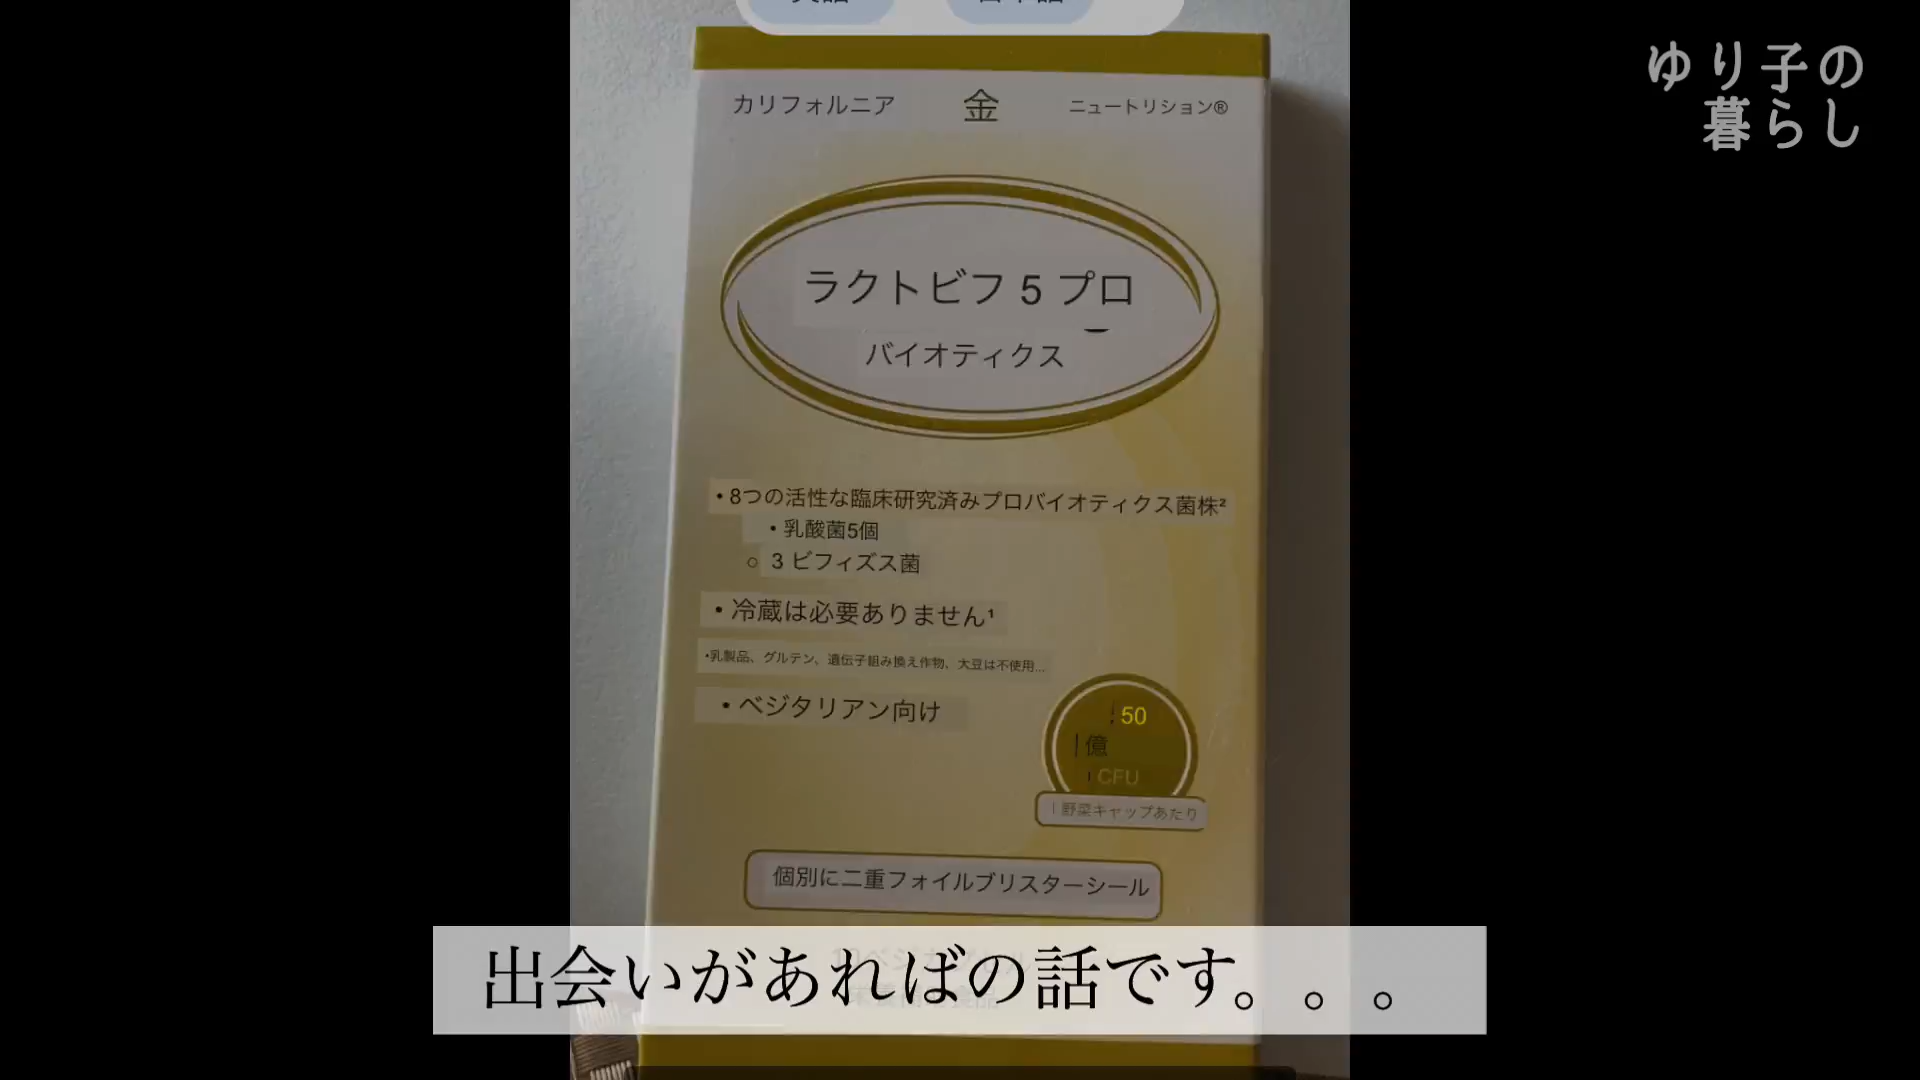 ゆり子の
暮らし
カリフォルニア 金 ニュートリション®
ラクトビフ 5 プロ
バイオティクス
• 8つの活性な臨床研究済みプロバイオティクス菌株²
• 乳酸菌5個
○ 3 ビフィズス菌
• 冷蔵は必要ありません¹
•乳製品、グルテン、遺伝子組み換え作物、大豆は不使用...
• ベジタリアン向け
50
億
CFU
野菜キャップあたり
個別に二重フォイルブリスターシール
出会いがあればの話です。。。